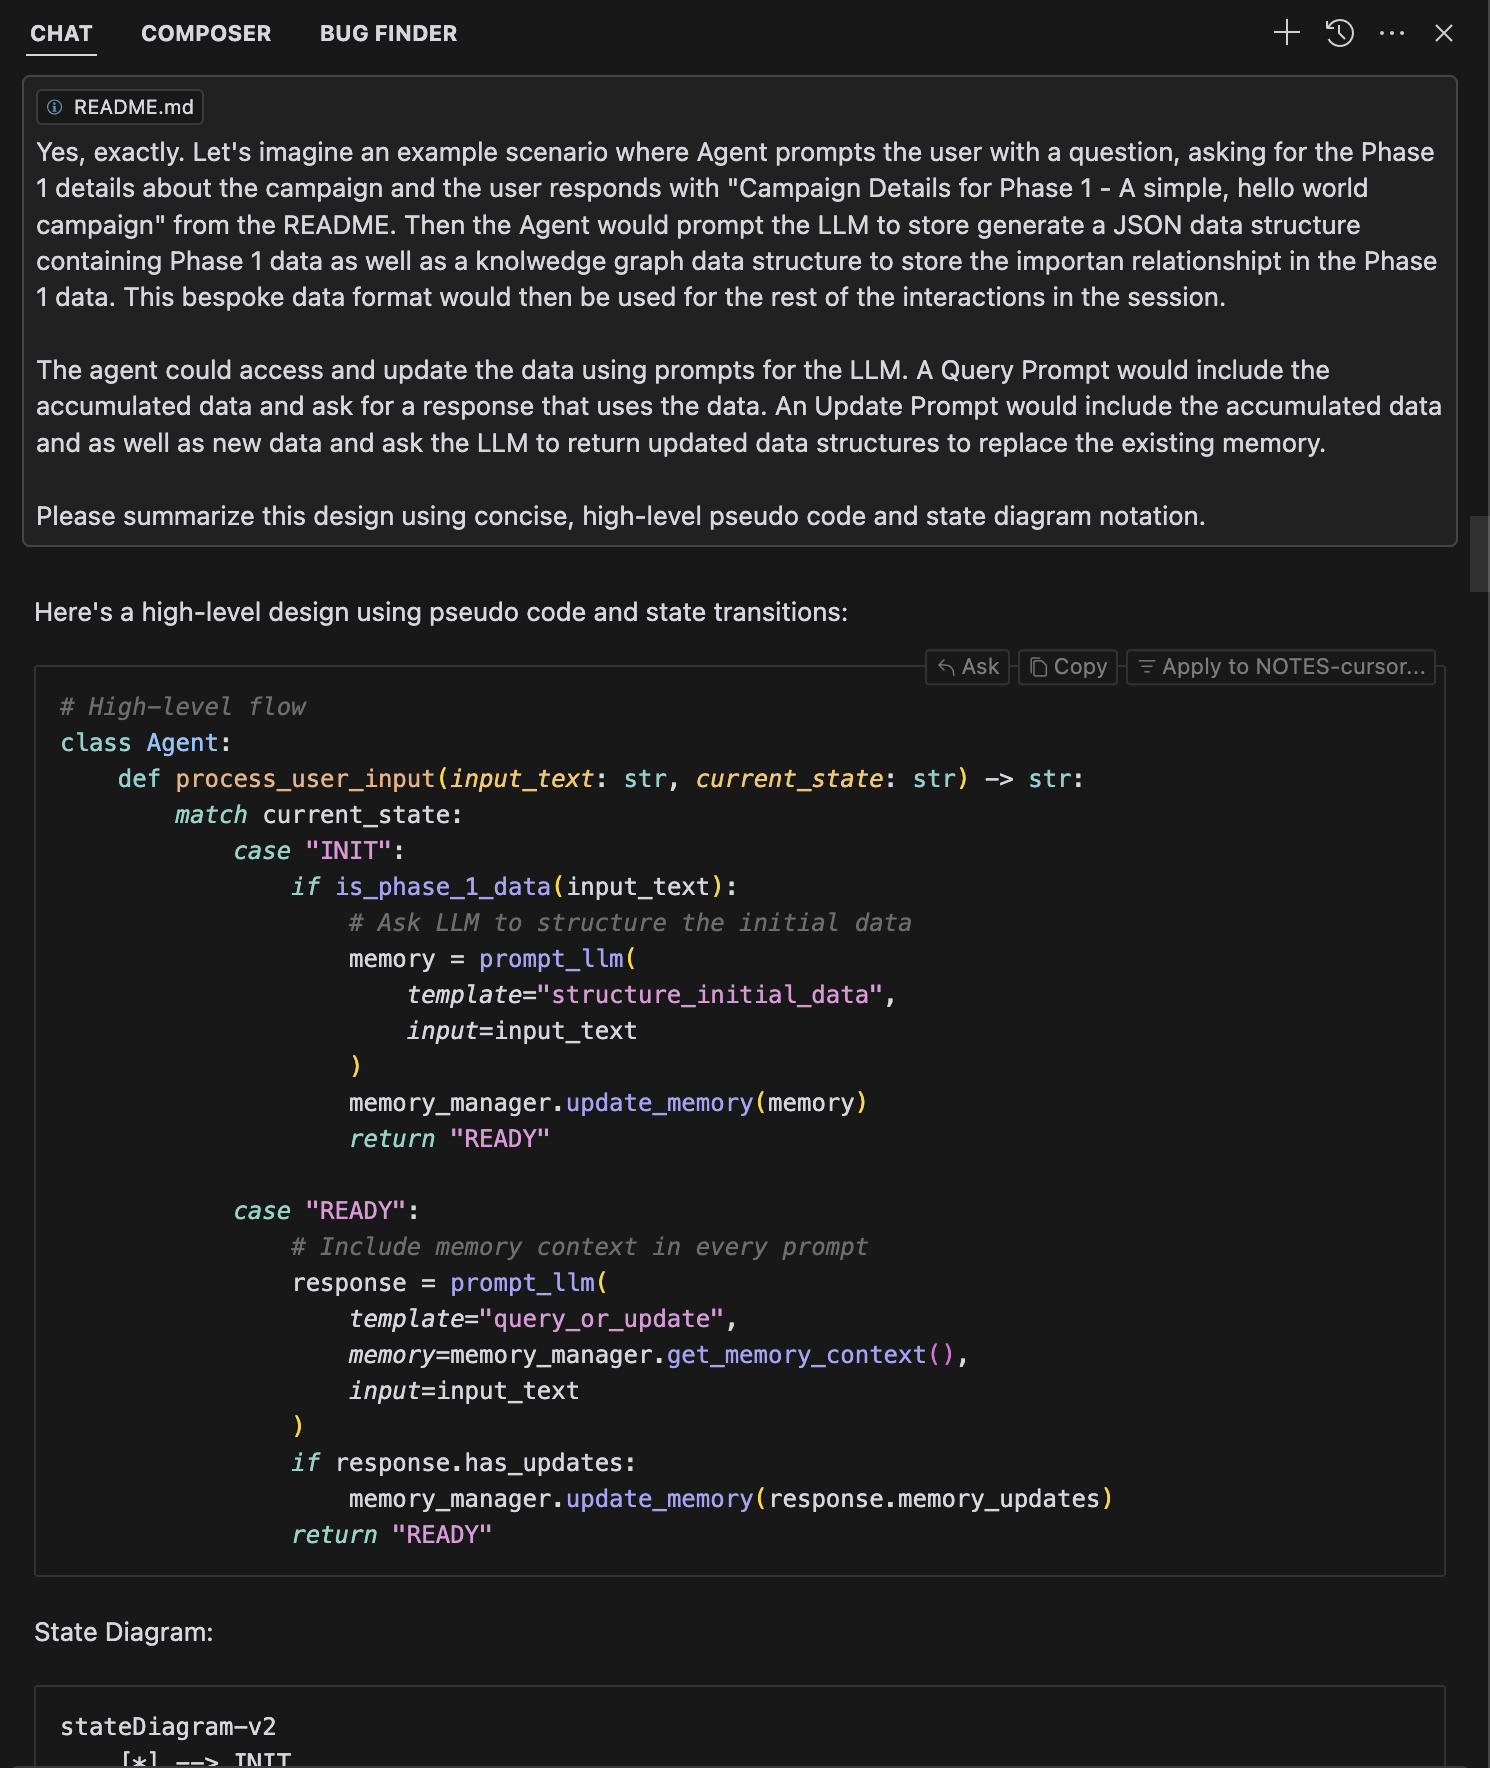 CHAT COMPOSER BUG FINDER
README.md
Yes, exactly. Let's imagine an example scenario where Agent prompts the user with a question, asking for the Phase
1 details about the campaign and the user responds with "Campaign Details for Phase 1 - A simple, hello world
campaign" from the README. Then the Agent would prompt the LLM to store generate a JSON data structure
containing Phase 1 data as well as a knolwedge graph data structure to store the importan relationshipt in the Phase
1 data. This bespoke data format would then be used for the rest of the interactions in the session.
The agent could access and update the data using prompts for the LLM. A Query Prompt would include the
accumulated data and ask for a response that uses the data. An Update Prompt would include the accumulated data
and as well as new data and ask the LLM to return updated data structures to replace the existing memory.
Please summarize this design using concise, high-level pseudo code and state diagram notation.
Here's a high-level design using pseudo code and state transitions:
Ask Copy Apply to NOTES-cursor...
# High-level flow
class Agent:
    def process_user_input(input_text: str, current_state: str) -> str:
        match current_state:
            case "INIT":
                if is_phase_1_data(input_text):
                    # Ask LLM to structure the initial data
                    memory = prompt_llm(
                        template="structure_initial_data",
                        input=input_text
                    )
                    memory_manager.update_memory(memory)
                    return "READY"
            case "READY":
                # Include memory context in every prompt
                response = prompt_llm(
                    template="query_or_update",
                    memory=memory_manager.get_memory_context(),
                    input=input_text
                )
                if response.has_updates:
                    memory_manager.update_memory(response.memory_updates)
                return "READY"
State Diagram:
stateDiagram-v2
    [*] --> INIT